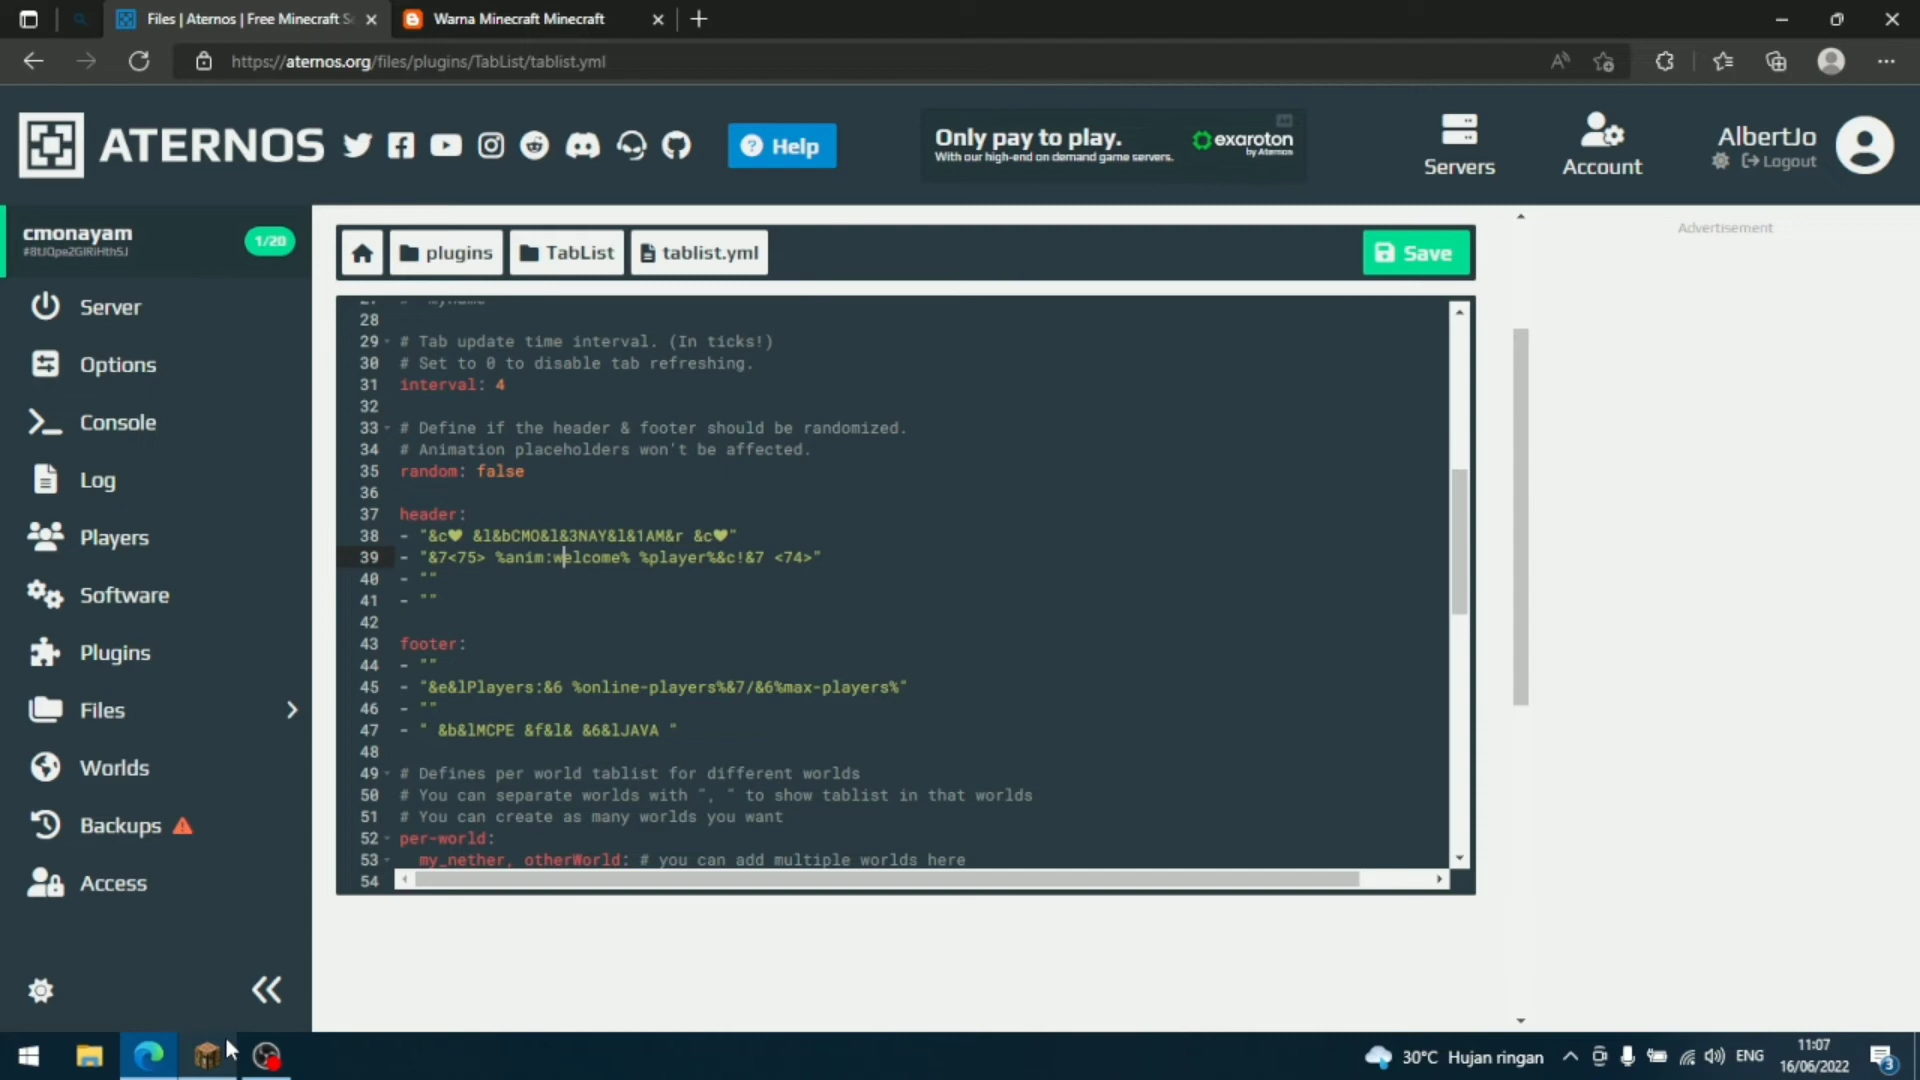 Files | Aternos | Free Minecraft Se
Warna Minecraft Minecraft
https://aternos.org/files/plugins/TabList/tablist.yml
ATERNOS
Help
Only pay to play.
With our high-end on demand game servers.
exaroton
by Aternos
Servers
Account
AlbertJo
Logout
cmonayam
1/20
Server
Options
Console
Log
Players
Software
Plugins
Files
Worlds
Backups
Access
plugins
TabList
tablist.yml
Save
Advertisement
28
29 # Tab update time interval. (In ticks!)
30 # Set to 0 to disable tab refreshing.
31 interval: 4
32
33 # Define if the header & footer should be randomized.
34 # Animation placeholders won't be affected.
35 random: false
36
37 header:
38 - "&c♥ &l&bCMO&l&3NAY&l&1AM&r &c♥"
39 - "&7<75> %anim:welcome% %player%&c!&7 <74>"
40 - ""
41 - ""
42
43 footer:
44 - ""
45 - "&e&lPlayers:&6 %online-players%&7/&6%max-players%"
46 - ""
47 - " &b&lMCPE &f&l& &6&lJAVA "
48
49 # Defines per world tablist for different worlds
50 # You can separate worlds with ", " to show tablist in that worlds
51 # You can create as many worlds you want
52 per-world:
53 my_nether, otherWorld: # you can add multiple worlds here
54
30°C Hujan ringan
ENG
11:07
16/06/2022
3